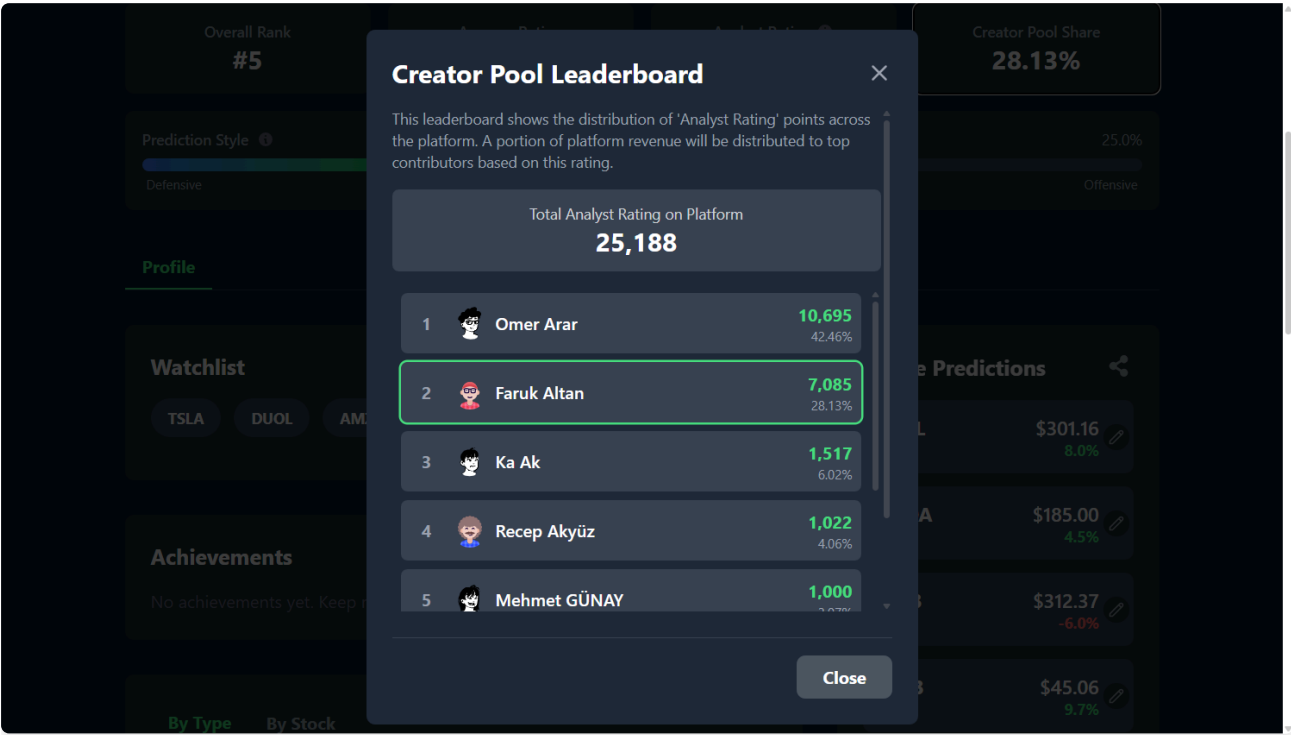 Overall Rank
#5
Creator Pool Share
28.13%
Prediction Style
25.0%
Defensive
Offensive
Profile
Watchlist
TSLA
DUOL
Achievements
No achievements yet. Keep
By Type
By Stock
Predictions
$301.16
8.0%
$185.00
4.5%
$312.37
-6.0%
$45.06
9.7%
Creator Pool Leaderboard
This leaderboard shows the distribution of 'Analyst Rating' points across
the platform. A portion of platform revenue will be distributed to top
contributors based on this rating.
Total Analyst Rating on Platform
25,188
1 Omer Arar 10,695
42.46%
2 Faruk Altan 7,085
28.13%
3 Ka Ak 1,517
6.02%
4 Recep Akyüz 1,022
4.06%
5 Mehmet GÜNAY 1,000
Close